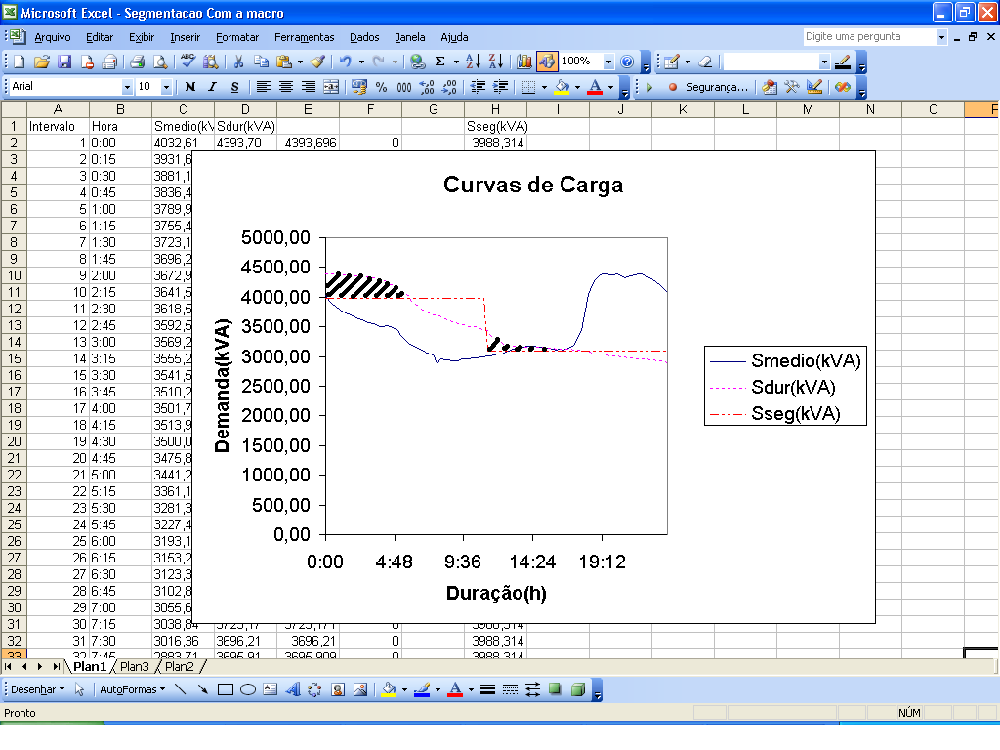 Microsoft Excel - Segmentacao Com a macro
Arquivo Editar Exibir Inserir Formatar Ferramentas Dados Janela Ajuda Digite uma pergunta
100%
Arial 10 N I S % 000 Segurança...
A B C D E F G H I J K L M N O P
1 Intervalo Hora Smedio(kV Sdur(kVA) Sseg(kVA)
2 1 0:00 4032,61 4393,70 4393,696 0 3988,314
3 2 0:15 3931,6
4 3 0:30 3881,1
5 4 0:45 3836,4
6 5 1:00 3789,9
7 6 1:15 3755,4
8 7 1:30 3723,1
9 8 1:45 3696,2
10 9 2:00 3672,9
11 10 2:15 3641,5
12 11 2:30 3618,5
13 12 2:45 3592,5
14 13 3:00 3569,2
15 14 3:15 3555,2
16 15 3:30 3541,5
17 16 3:45 3510,2
18 17 4:00 3501,7
19 18 4:15 3513,9
20 19 4:30 3500,0
21 20 4:45 3475,8
22 21 5:00 3441,2
23 22 5:15 3361,1
24 23 5:30 3281,3
25 24 5:45 3227,4
26 25 6:00 3193,1
27 26 6:15 3153,2
28 27 6:30 3123,3
29 28 6:45 3102,8
30 29 7:00 3055,6
31 30 7:15 3038,84 3723,17 3723,171 0 3988,314
32 31 7:30 3016,36 3696,21 3696,21 0 3988,314
33 32 7:45 2883,71 3695,91 3695,909 0 3988,314
Curvas de Carga
5000,00
4500,00
4000,00
3500,00
3000,00
2500,00
2000,00
1500,00
1000,00
500,00
0,00
Demanda(kVA)
0:00 4:48 9:36 14:24 19:12
Duração(h)
Smedio(kVA)
Sdur(kVA)
Sseg(kVA)
Plan1 Plan3 Plan2
Desenhar AutoFormas
Pronto NÚM